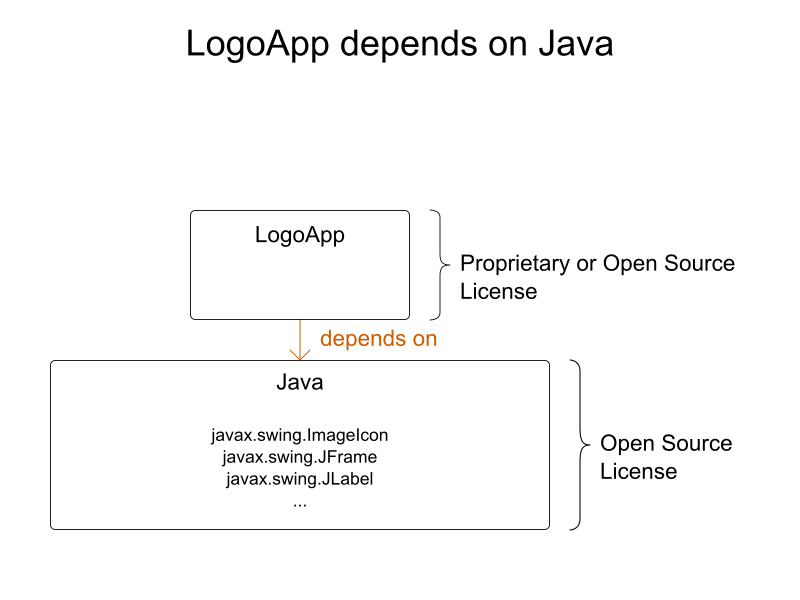 LogoApp depends on Java
LogoApp
Proprietary or Open Source
License
depends on
Java
javax.swing.ImageIcon
javax.swing.JFrame
javax.swing.JLabel
...
Open Source
License